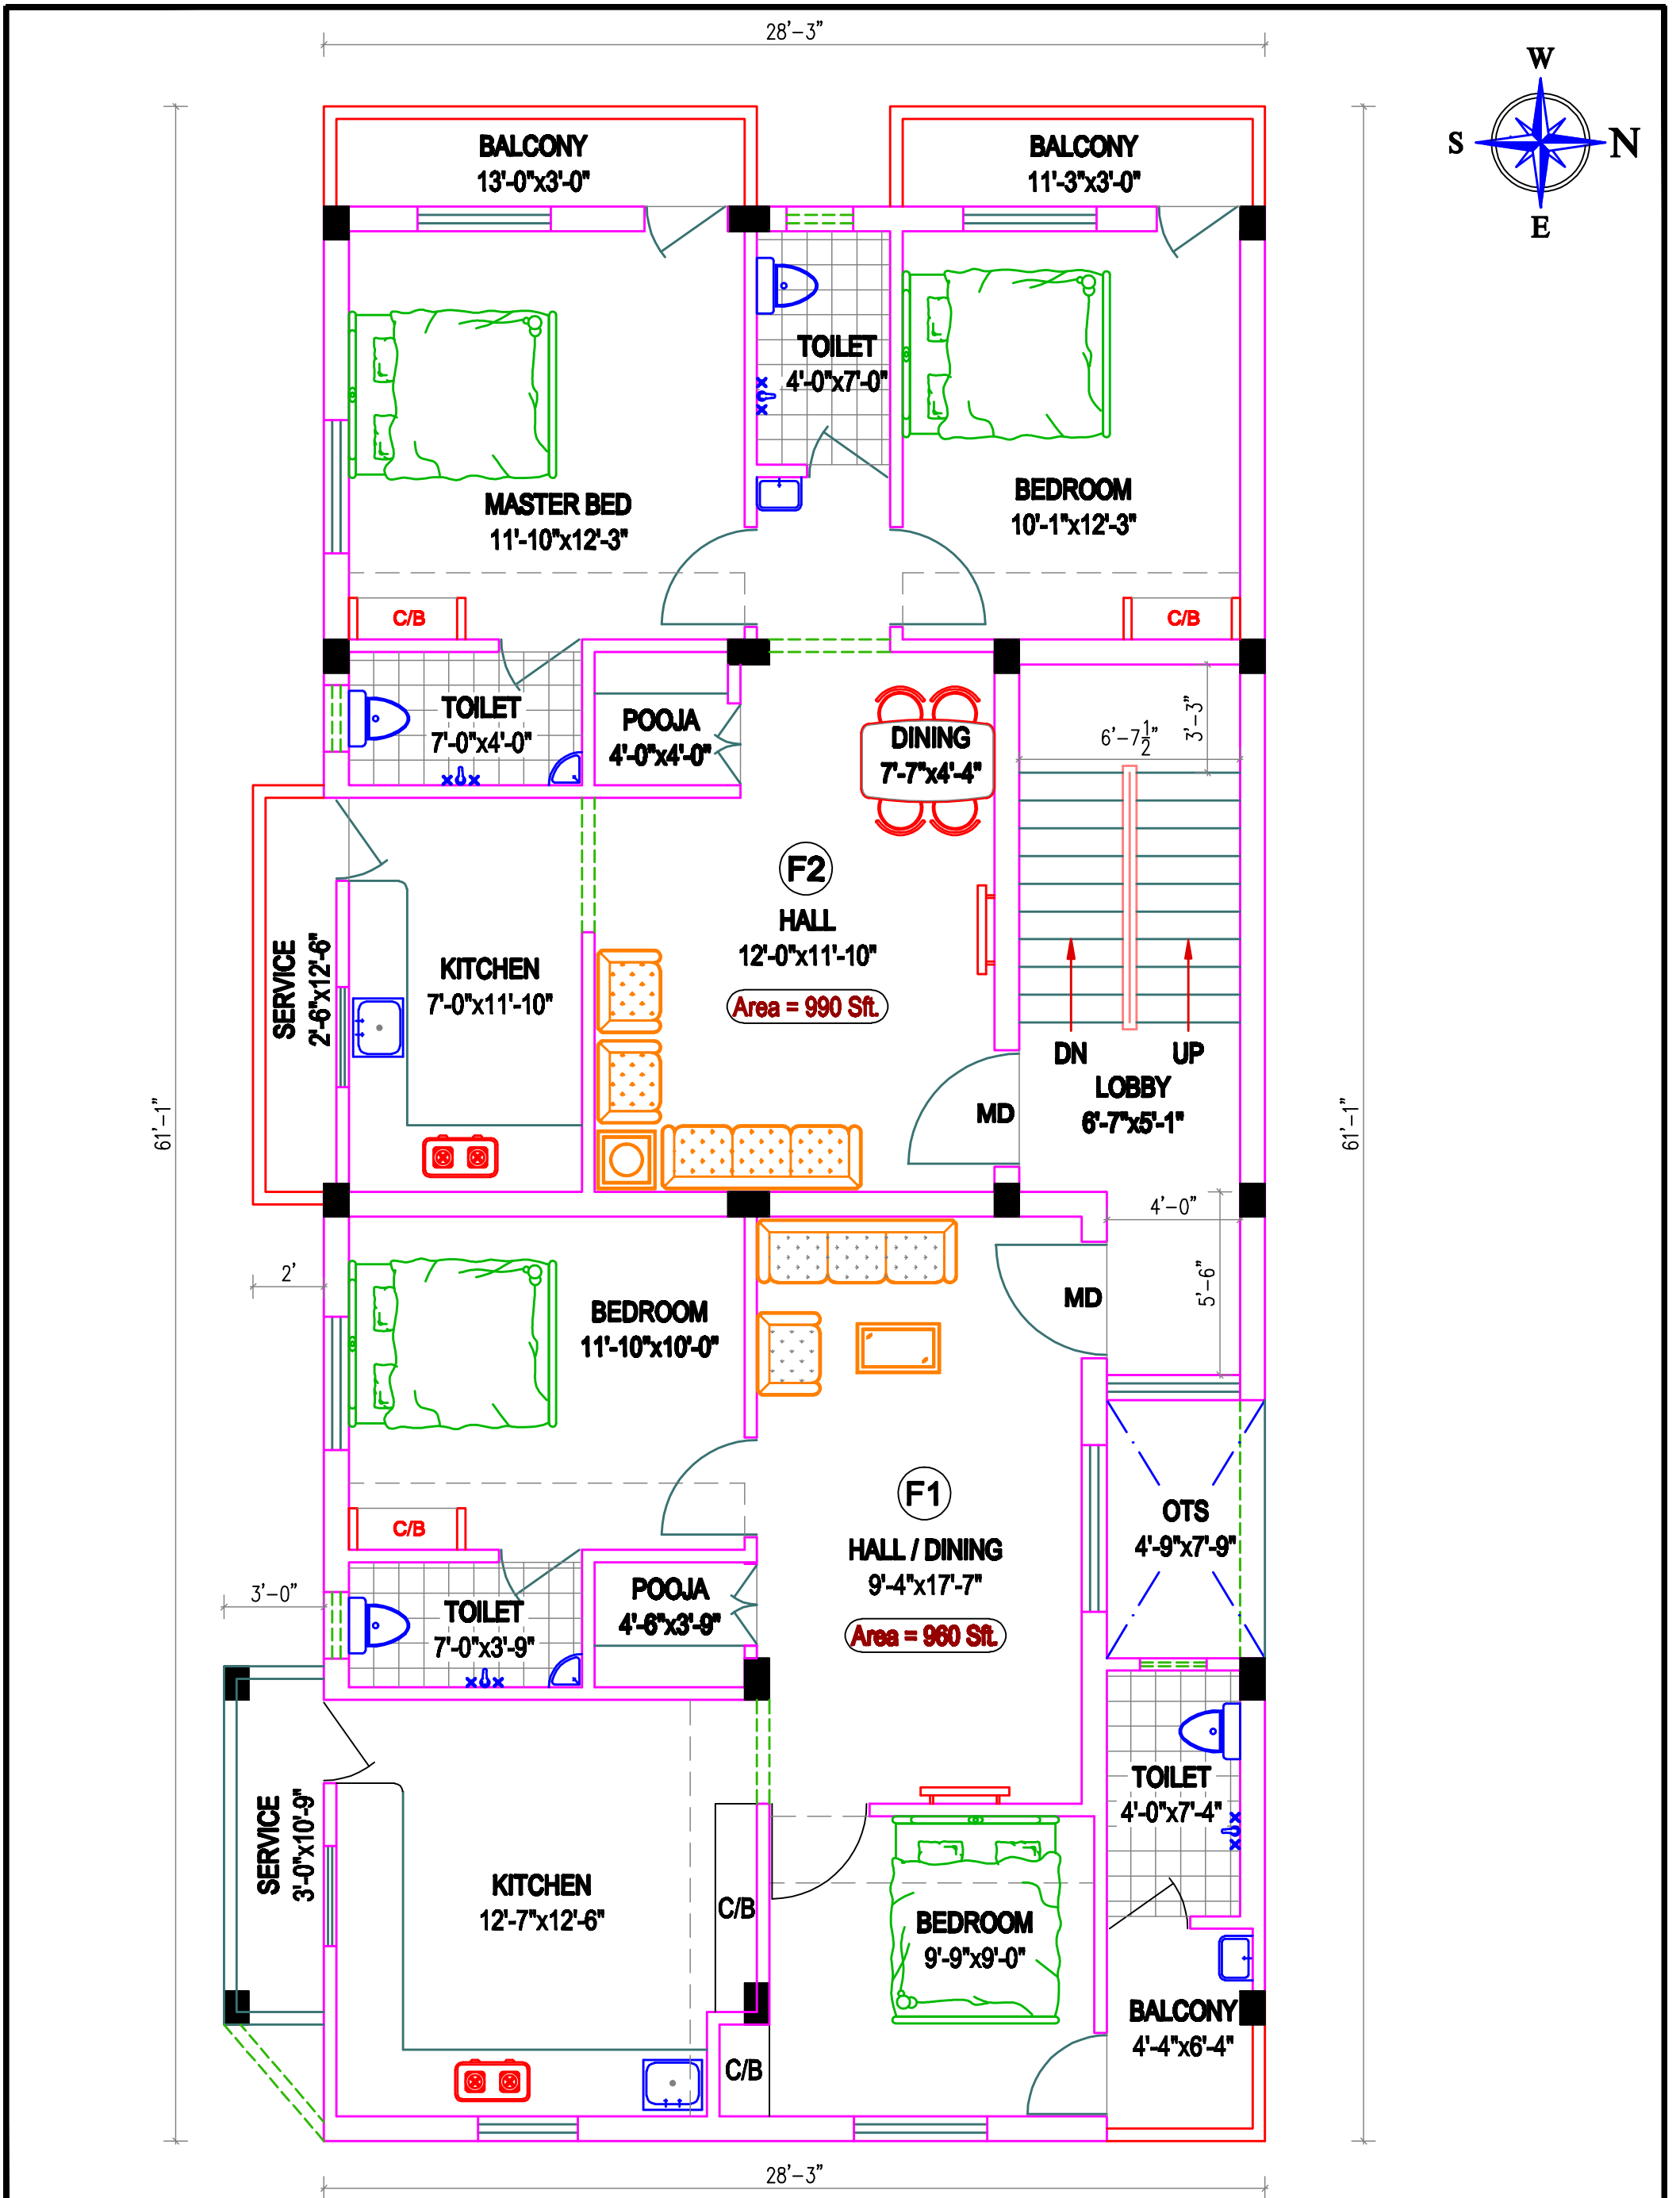 28'-3"
W
S
N
E
BALCONY
13'-0"x3'-0"
BALCONY
11'-3"x3'-0"
TOILET
4'-0"x7'-0"
MASTER BED
11'-10"x12'-3"
BEDROOM
10'-1"x12'-3"
C/B
C/B
TOILET
7'-0"x4'-0"
POOJA
4'-0"x4'-0"
DINING
7'-7"x4'-4"
6'-7½"
3'-3"
F2
HALL
12'-0"x11'-10"
Area = 990 Sft.
SERVICE
2'-6"x12'-6"
KITCHEN
7'-0"x11'-10"
DN
UP
LOBBY
6'-7"x5'-1"
MD
61'-1"
61'-1"
4'-0"
5'-6"
2'
MD
BEDROOM
11'-10"x10'-0"
F1
HALL / DINING
9'-4"x17'-7"
Area = 960 Sft.
OTS
4'-9"x7'-9"
C/B
3'-0"
TOILET
7'-0"x3'-9"
POOJA
4'-6"x3'-9"
TOILET
4'-0"x7'-4"
SERVICE
3'-0"x10'-9"
KITCHEN
12'-7"x12'-6"
C/B
BEDROOM
9'-9"x9'-0"
BALCONY
4'-4"x6'-4"
C/B
28'-3"